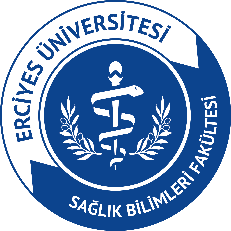 ERCİYES ÜNİVERSİTESİ
SAĞLIK BİLİMLERİ FAKÜLTESİ